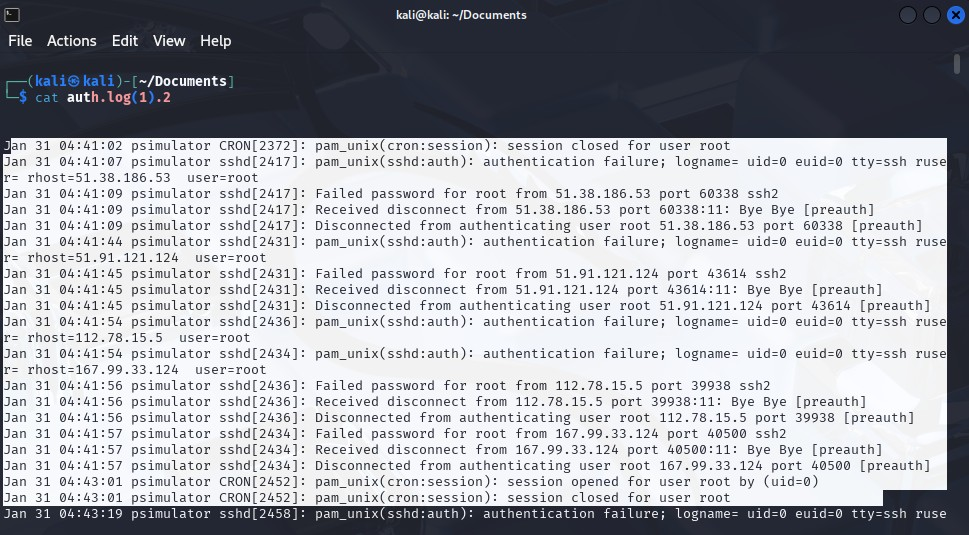 kali@kali: ~/Documents
File Actions Edit View Help
┌──(kali㉿kali)-[~/Documents]
└─$ cat auth.log(1).2
Jan 31 04:41:02 psimulator CRON[2372]: pam_unix(cron:session): session closed for user root
Jan 31 04:41:07 psimulator sshd[2417]: pam_unix(sshd:auth): authentication failure; logname= uid=0 euid=0 tty=ssh ruse
r= rhost=51.38.186.53  user=root
Jan 31 04:41:09 psimulator sshd[2417]: Failed password for root from 51.38.186.53 port 60338 ssh2
Jan 31 04:41:09 psimulator sshd[2417]: Received disconnect from 51.38.186.53 port 60338:11: Bye Bye [preauth]
Jan 31 04:41:09 psimulator sshd[2417]: Disconnected from authenticating user root 51.38.186.53 port 60338 [preauth]
Jan 31 04:41:44 psimulator sshd[2431]: pam_unix(sshd:auth): authentication failure; logname= uid=0 euid=0 tty=ssh ruse
r= rhost=51.91.121.124  user=root
Jan 31 04:41:45 psimulator sshd[2431]: Failed password for root from 51.91.121.124 port 43614 ssh2
Jan 31 04:41:45 psimulator sshd[2431]: Received disconnect from 51.91.121.124 port 43614:11: Bye Bye [preauth]
Jan 31 04:41:45 psimulator sshd[2431]: Disconnected from authenticating user root 51.91.121.124 port 43614 [preauth]
Jan 31 04:41:54 psimulator sshd[2436]: pam_unix(sshd:auth): authentication failure; logname= uid=0 euid=0 tty=ssh ruse
r= rhost=112.78.15.5  user=root
Jan 31 04:41:54 psimulator sshd[2434]: pam_unix(sshd:auth): authentication failure; logname= uid=0 euid=0 tty=ssh ruse
r= rhost=167.99.33.124  user=root
Jan 31 04:41:56 psimulator sshd[2436]: Failed password for root from 112.78.15.5 port 39938 ssh2
Jan 31 04:41:56 psimulator sshd[2436]: Received disconnect from 112.78.15.5 port 39938:11: Bye Bye [preauth]
Jan 31 04:41:56 psimulator sshd[2436]: Disconnected from authenticating user root 112.78.15.5 port 39938 [preauth]
Jan 31 04:41:57 psimulator sshd[2434]: Failed password for root from 167.99.33.124 port 40500 ssh2
Jan 31 04:41:57 psimulator sshd[2434]: Received disconnect from 167.99.33.124 port 40500:11: Bye Bye [preauth]
Jan 31 04:41:57 psimulator sshd[2434]: Disconnected from authenticating user root 167.99.33.124 port 40500 [preauth]
Jan 31 04:43:01 psimulator CRON[2452]: pam_unix(cron:session): session opened for user root by (uid=0)
Jan 31 04:43:01 psimulator CRON[2452]: pam_unix(cron:session): session closed for user root
Jan 31 04:43:19 psimulator sshd[2458]: pam_unix(sshd:auth): authentication failure; logname= uid=0 euid=0 tty=ssh ruse